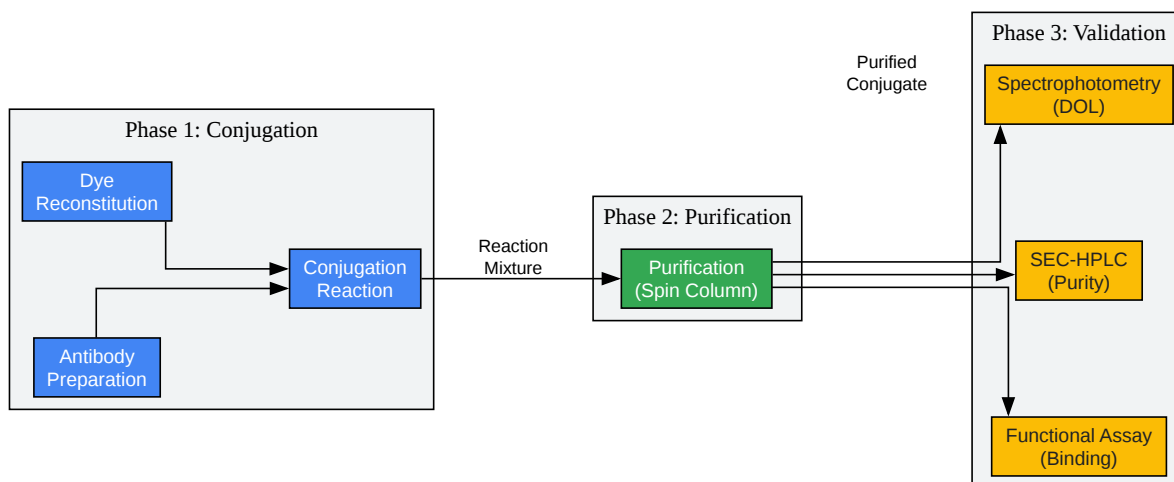 Phase 1: Conjugation
Dye
Reconstitution
Antibody
Preparation
Conjugation
Reaction
Reaction
Mixture
Phase 2: Purification
Purification
(Spin Column)
Purified
Conjugate
Phase 3: Validation
Spectrophotometry
(DOL)
SEC-HPLC
(Purity)
Functional Assay
(Binding)